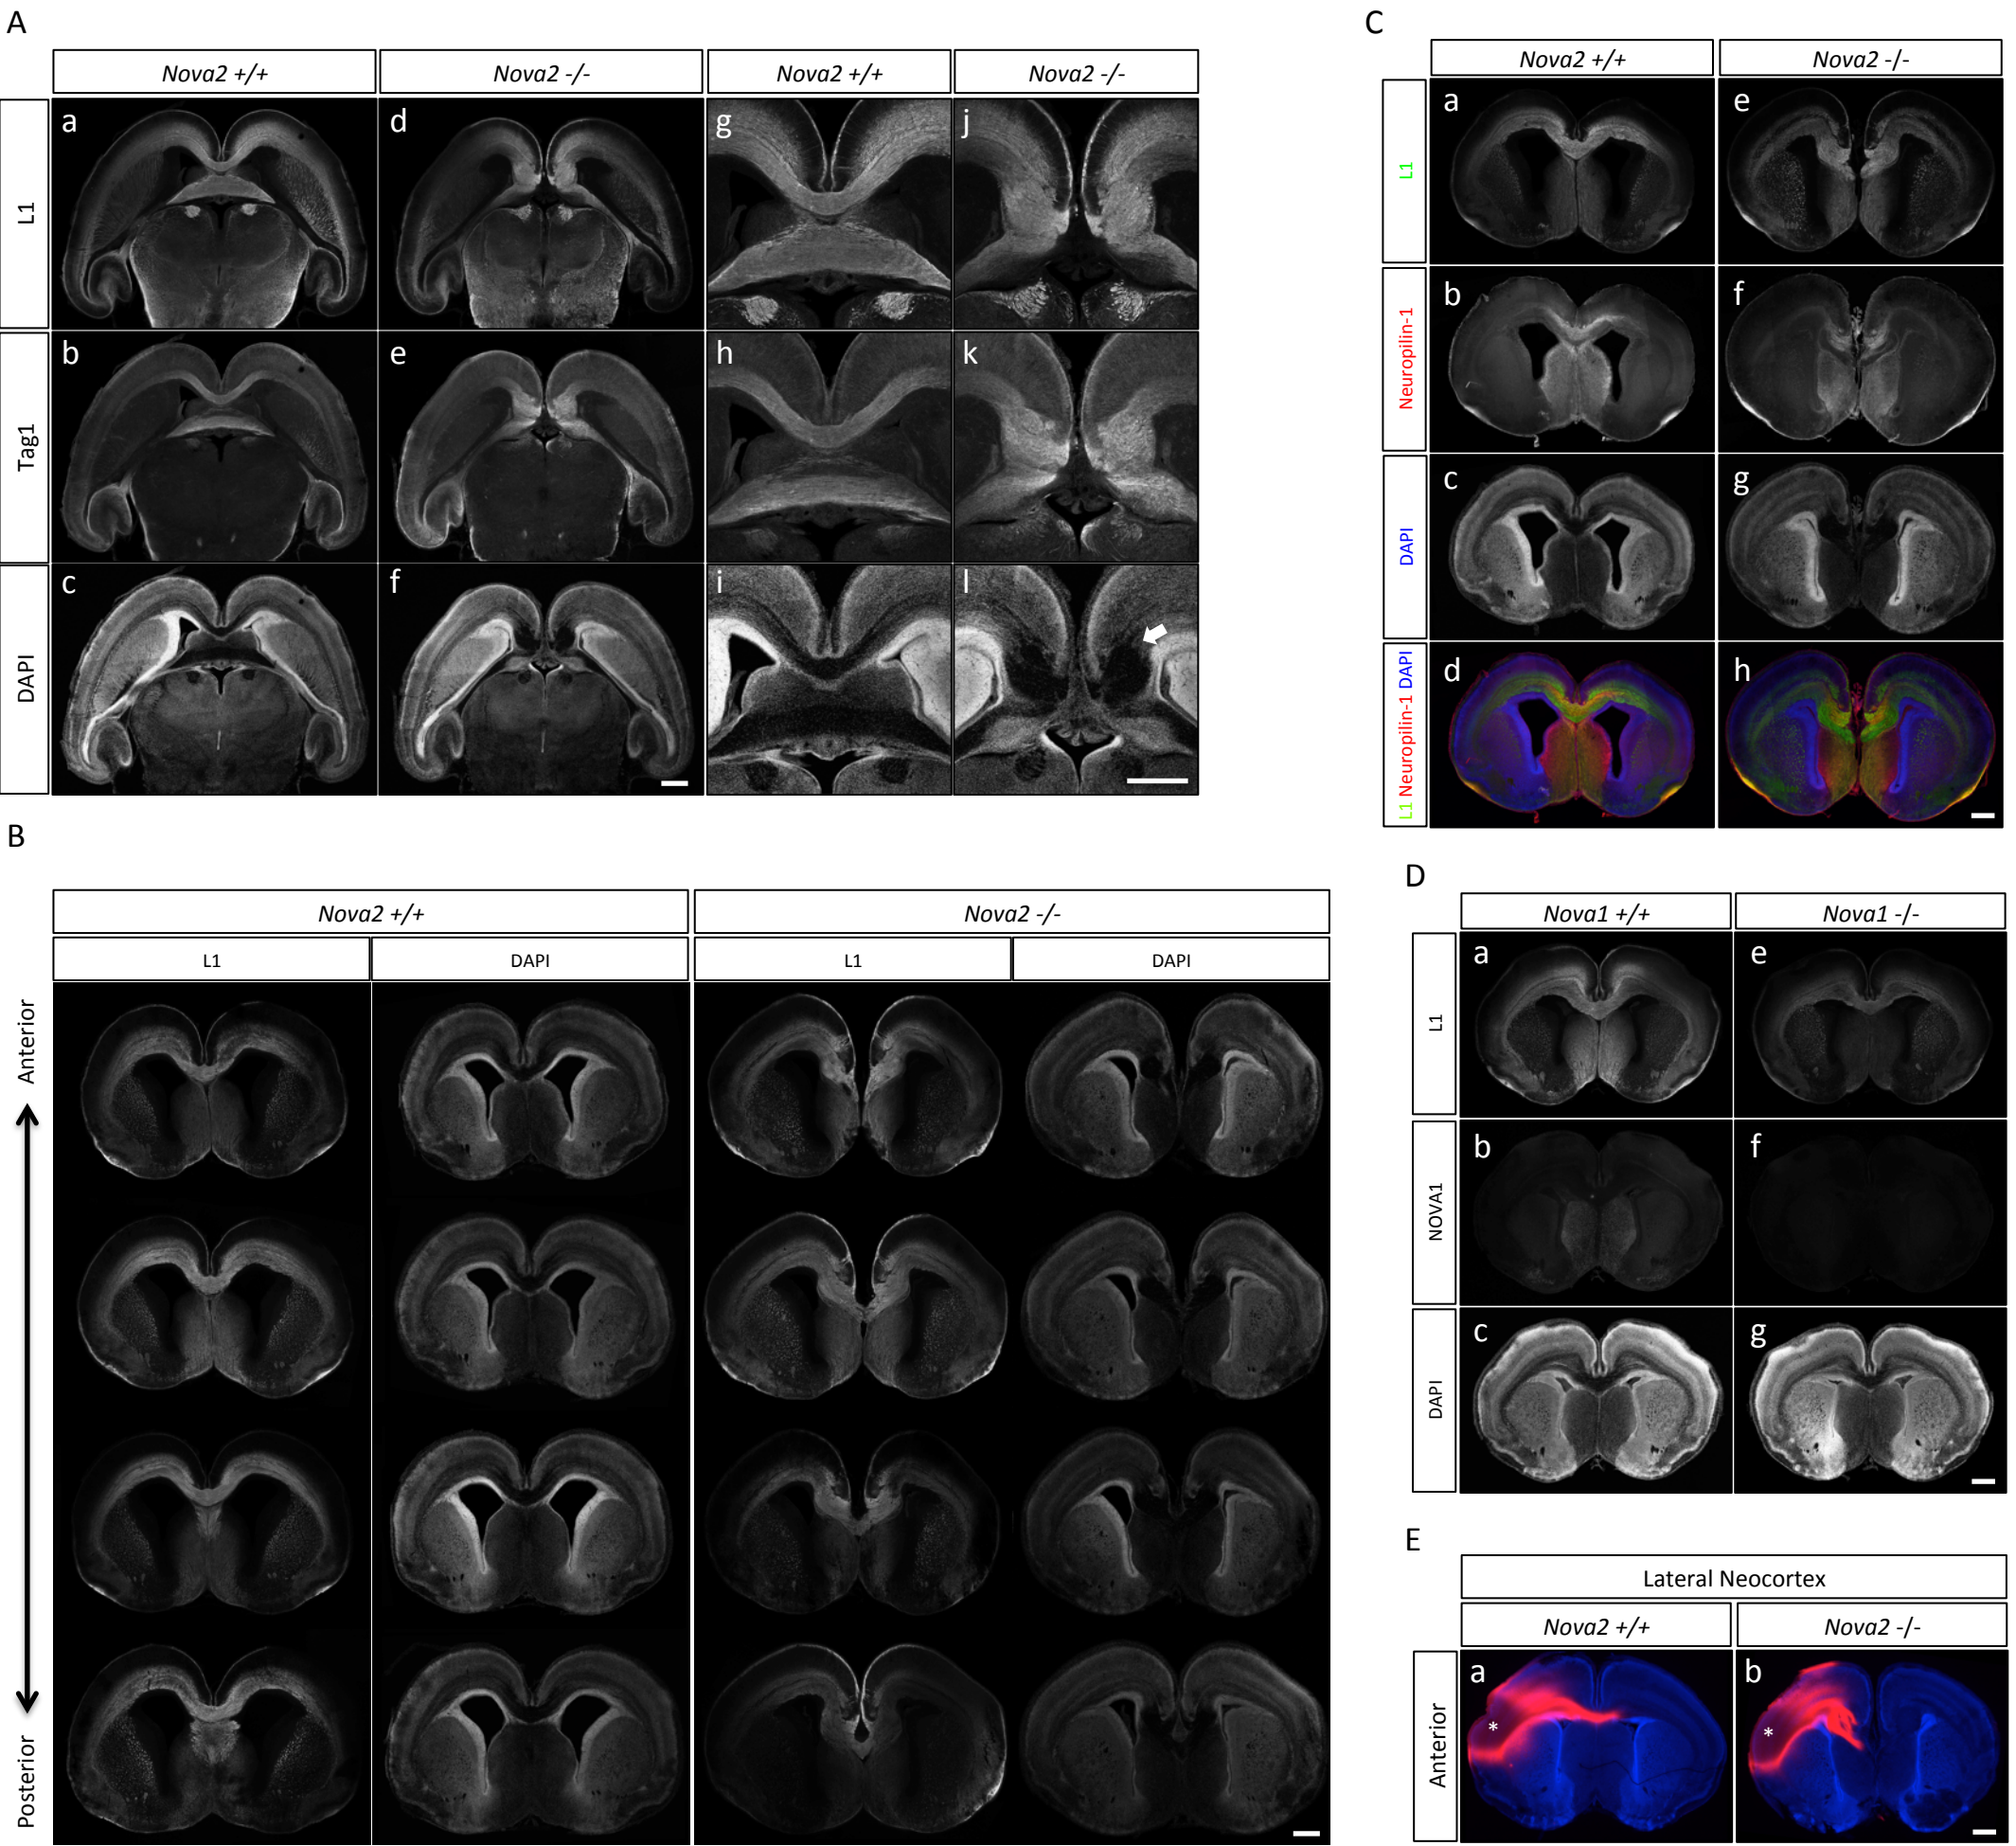 A
Nova2 +/+
Nova2 -/-
Nova2 +/+
Nova2 -/-
L1
a
d
g
j
Tag1
b
e
h
k
DAPI
c
f
i
l
B
Nova2 +/+
Nova2 -/-
L1
DAPI
L1
DAPI
Anterior
Posterior
C
Nova2 +/+
Nova2 -/-
L1
a
e
Neuropilin-1
b
f
DAPI
c
g
L1 Neuropilin-1 DAPI
d
h
D
Nova1 +/+
Nova1 -/-
L1
a
e
NOVA1
b
f
DAPI
c
g
E
Lateral Neocortex
Nova2 +/+
Nova2 -/-
Anterior
a
*
b
*